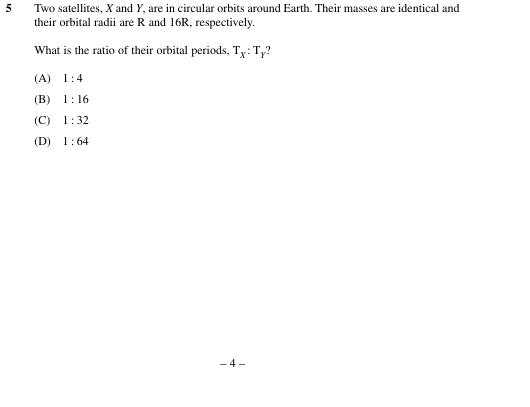 5 Two satellites, X and Y, are in circular orbits around Earth. Their masses are identical and
their orbital radii are R and 16R, respectively.
What is the ratio of their orbital periods, T_X : T_Y?
(A) 1 : 4
(B) 1 : 16
(C) 1 : 32
(D) 1 : 64
– 4 –